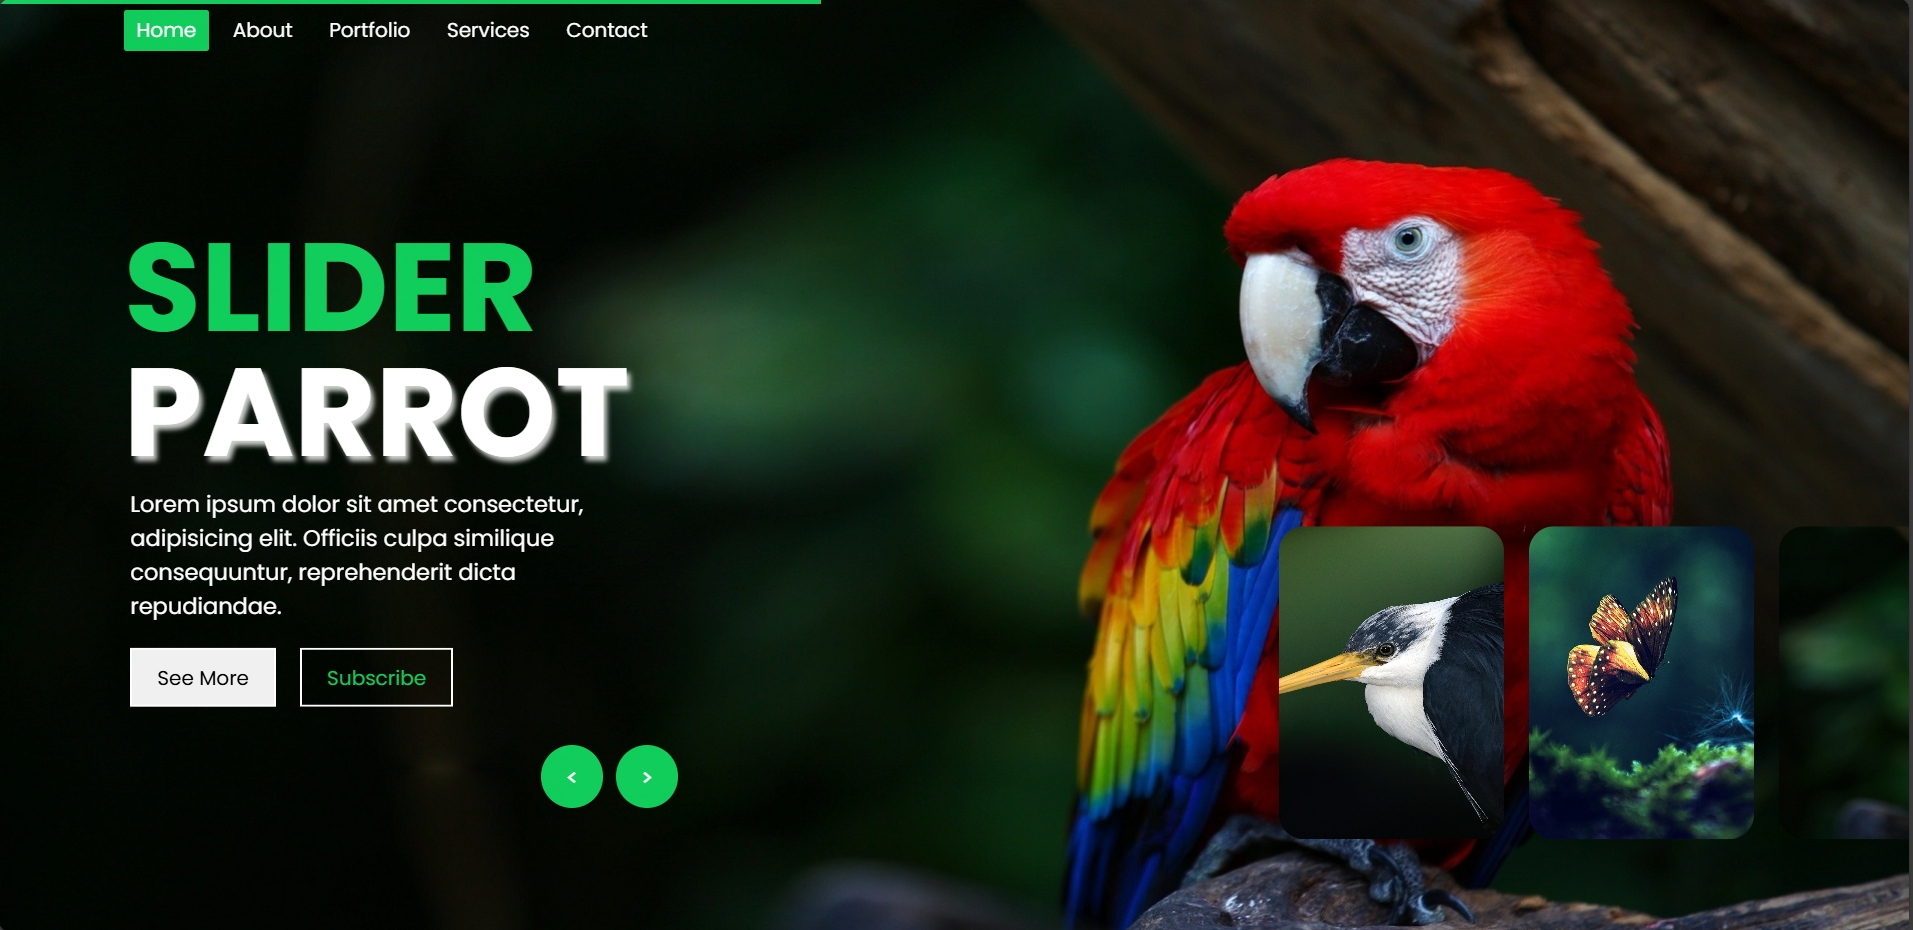 Home About Portfolio Services Contact
SLIDER
PARROT
Lorem ipsum dolor sit amet consectetur,
adipisicing elit. Officiis culpa similique
consequuntur, reprehenderit dicta
repudiandae.
See More Subscribe
< >